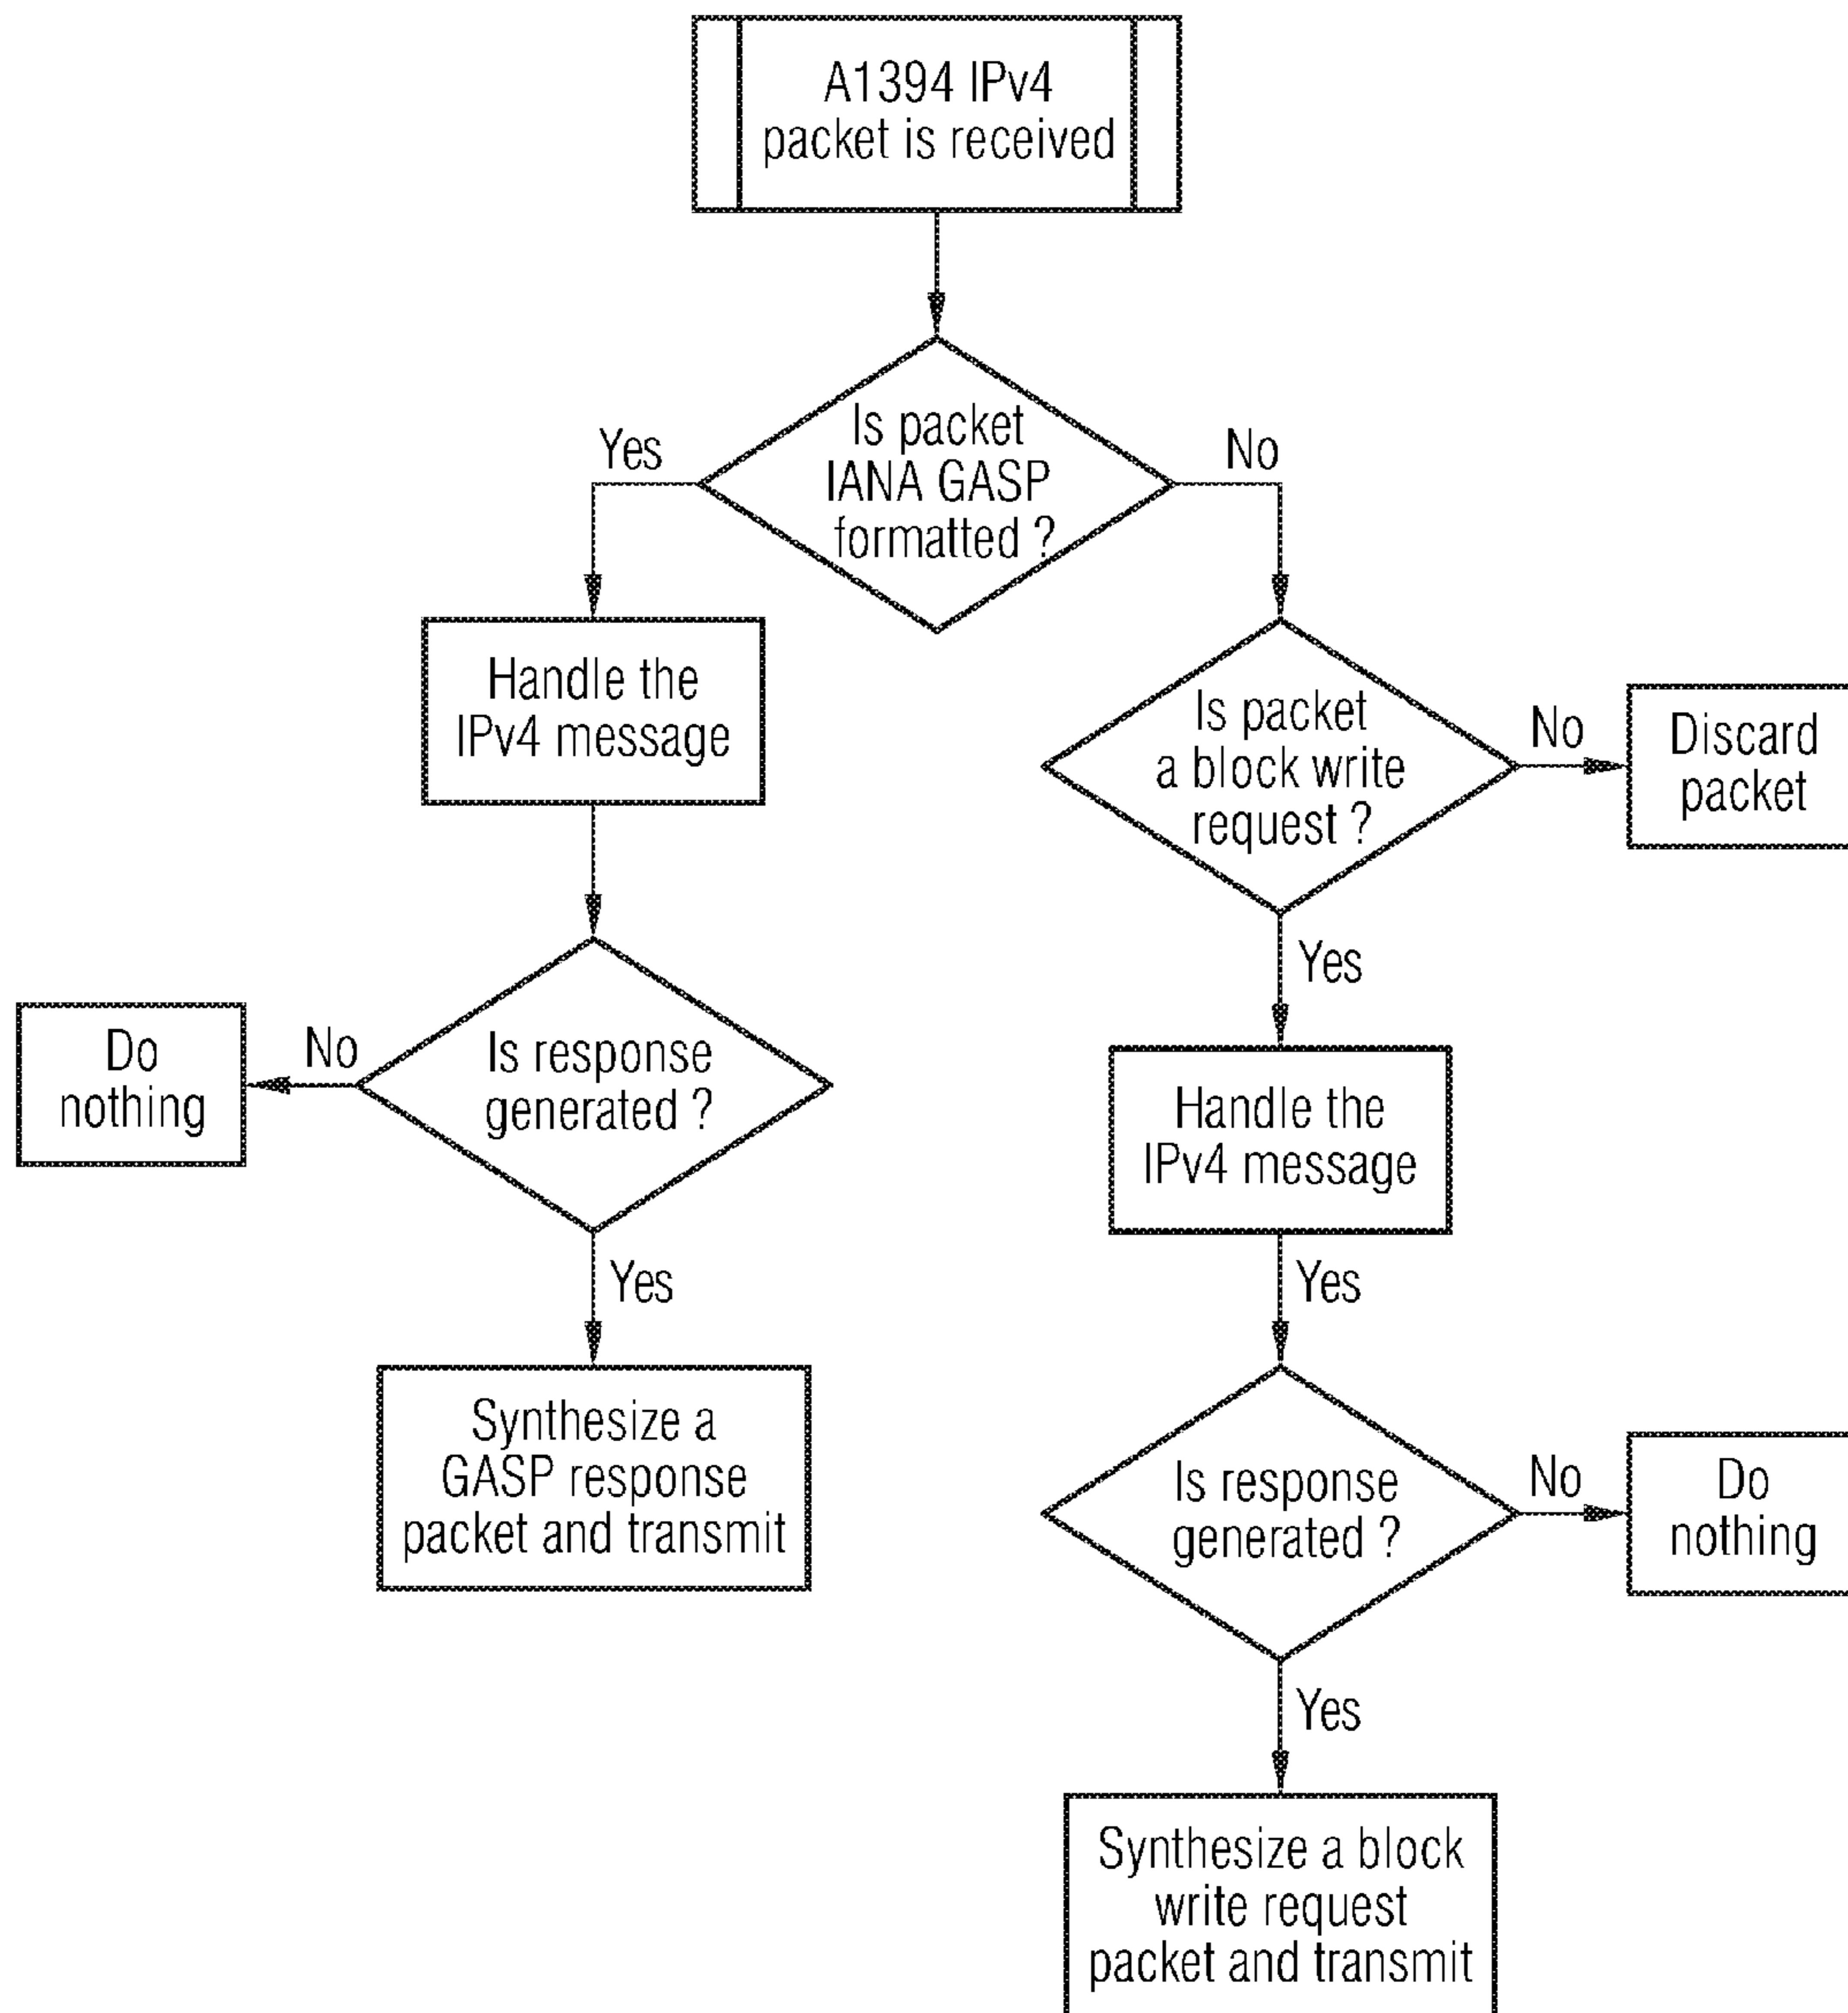 A1394 IPv4
packet is received
Is packet
IANA GASP
formatted ?
Yes
No
Handle the
IPv4 message
Is packet
a block write
request ?
No
Discard
packet
Yes
Is response
generated ?
No
Do
nothing
Yes
Handle the
IPv4 message
Yes
Synthesize a
GASP response
packet and transmit
Is response
generated ?
No
Do
nothing
Yes
Synthesize a block
write request
packet and transmit